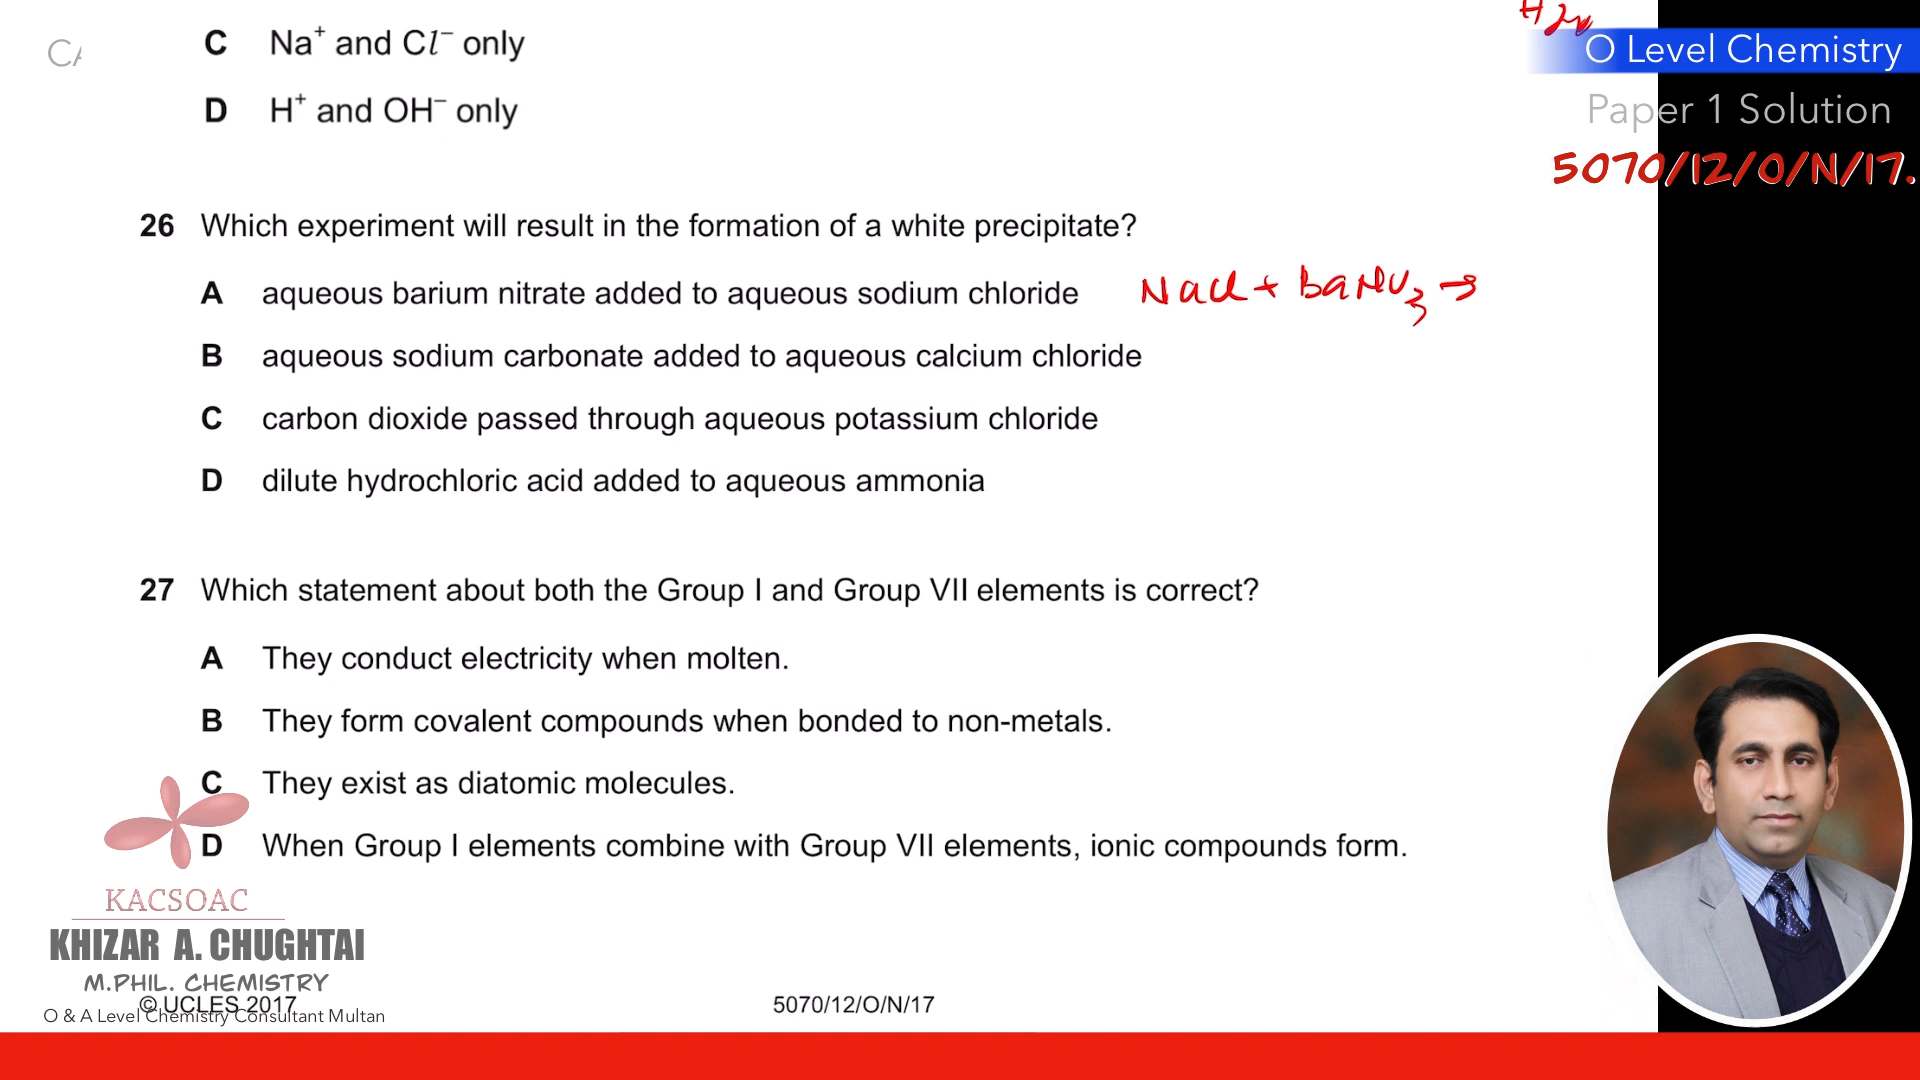 C Na⁺ and Cl⁻ only
D H⁺ and OH⁻ only
O Level Chemistry
Paper 1 Solution
5070/12/O/N/17.
26 Which experiment will result in the formation of a white precipitate?
A aqueous barium nitrate added to aqueous sodium chloride NaCl + BaNO₃ →
B aqueous sodium carbonate added to aqueous calcium chloride
C carbon dioxide passed through aqueous potassium chloride
D dilute hydrochloric acid added to aqueous ammonia
27 Which statement about both the Group I and Group VII elements is correct?
A They conduct electricity when molten.
B They form covalent compounds when bonded to non-metals.
C They exist as diatomic molecules.
D When Group I elements combine with Group VII elements, ionic compounds form.
KACSOAC
KHIZAR A. CHUGHTAI
M.PHIL. CHEMISTRY
© UCLES 2017
5070/12/O/N/17
O & A Level Chemistry Consultant Multan